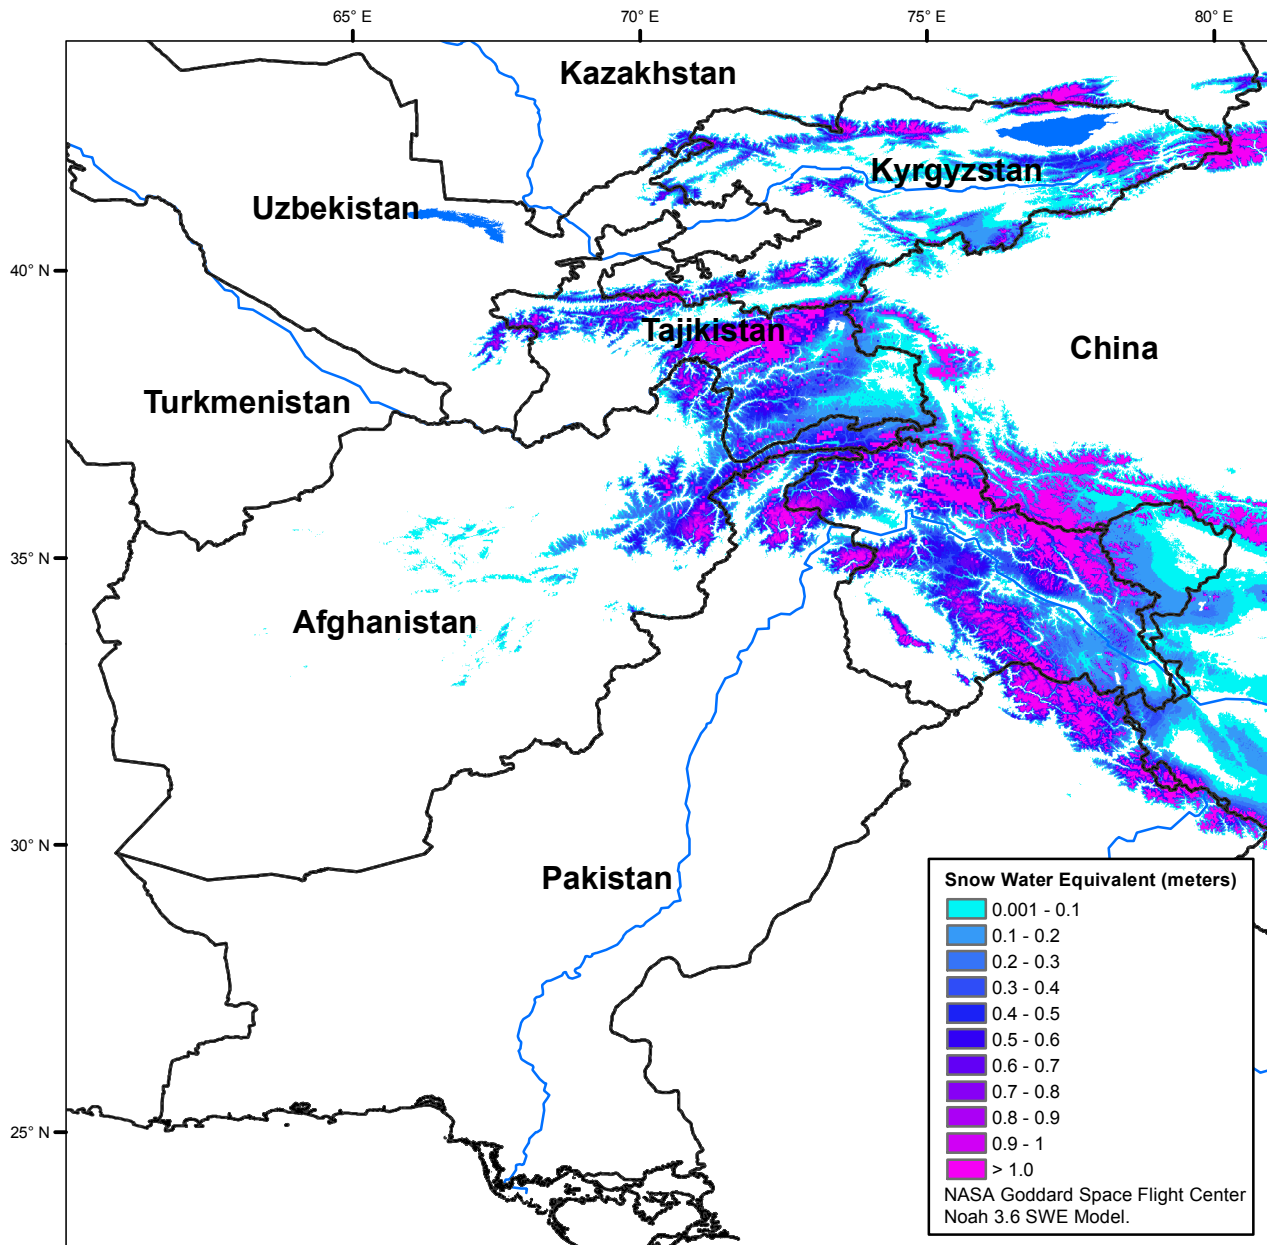 65° E
70° E
75° E
80° E
Kazakhstan
Kyrgyzstan
Uzbekistan
40° N
Tajikistan
China
Turkmenistan
35° N
Afghanistan
30° N
Pakistan
25° N
Snow Water Equivalent (meters)
0.001 - 0.1
0.1 - 0.2
0.2 - 0.3
0.3 - 0.4
0.4 - 0.5
0.5 - 0.6
0.6 - 0.7
0.7 - 0.8
0.8 - 0.9
0.9 - 1
> 1.0
NASA Goddard Space Flight Center
Noah 3.6 SWE Model.